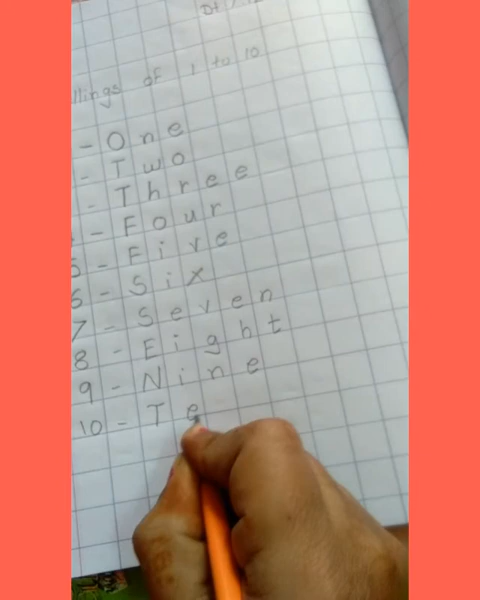 llings of 1 to 10
- One
- Two
- Three
- Four
5 - Five
6 - Six
7 - Seven
8 - Eight
9 - Nine
10 - Te